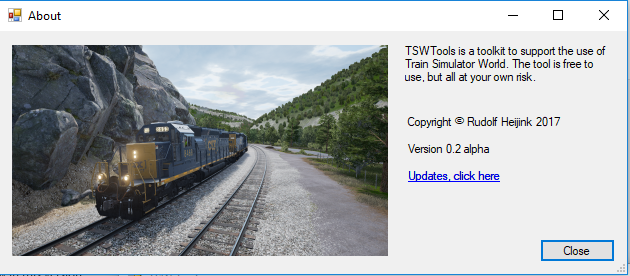 About
TSWTools is a toolkit to support the use of
Train Simulator World. The tool is free to
use, but all at your own risk.
Copyright © Rudolf Heijink 2017
Version 0.2 alpha
Updates, click here
Close